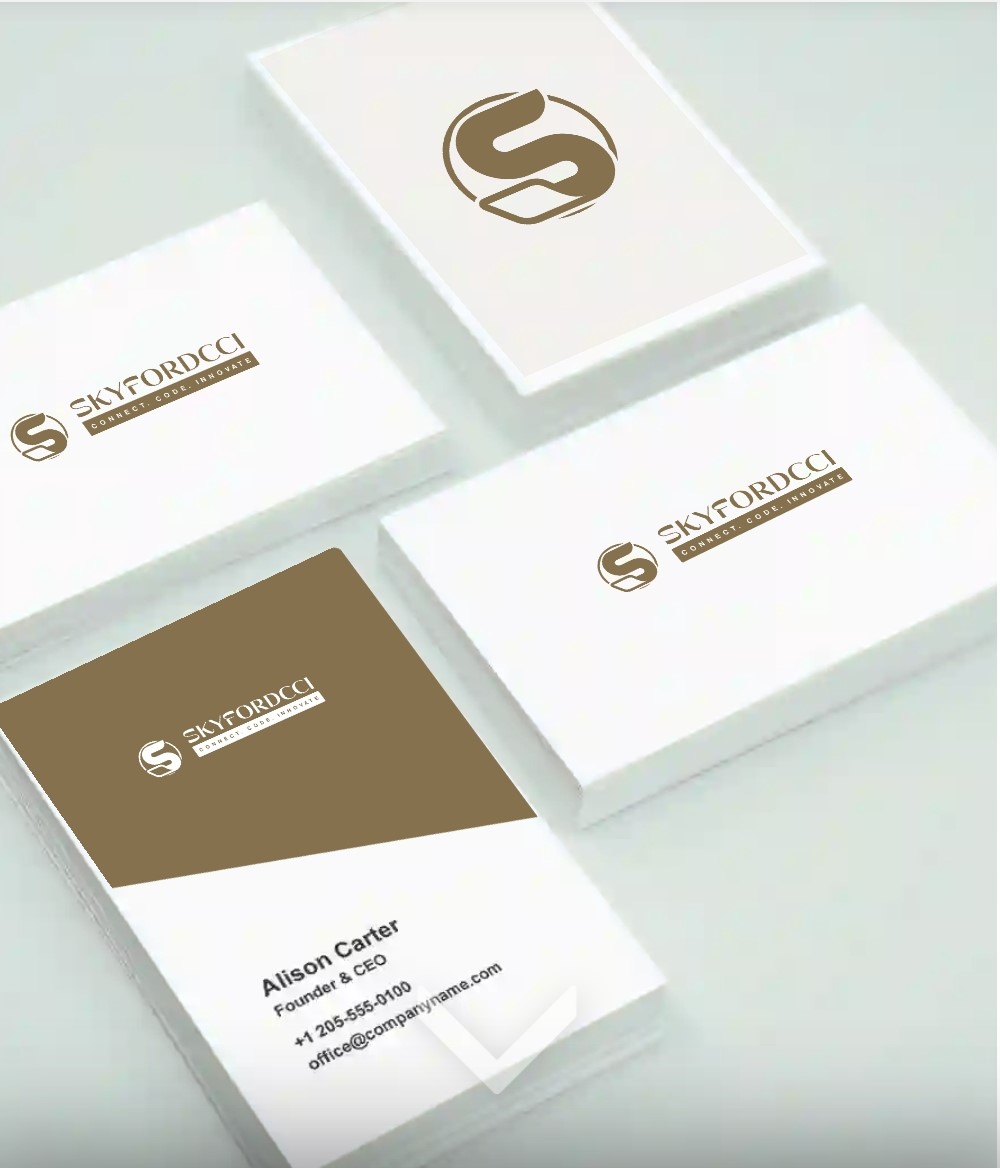 SKYFORDCCI
CONNECT. CODE. INNOVATE
SKYFORDCCI
CONNECT. CODE. INNOVATE
SKYFORDCCI
CONNECT. CODE. INNOVATE
Alison Carter
Founder & CEO
+1 205-555-0100
office@companyname.com